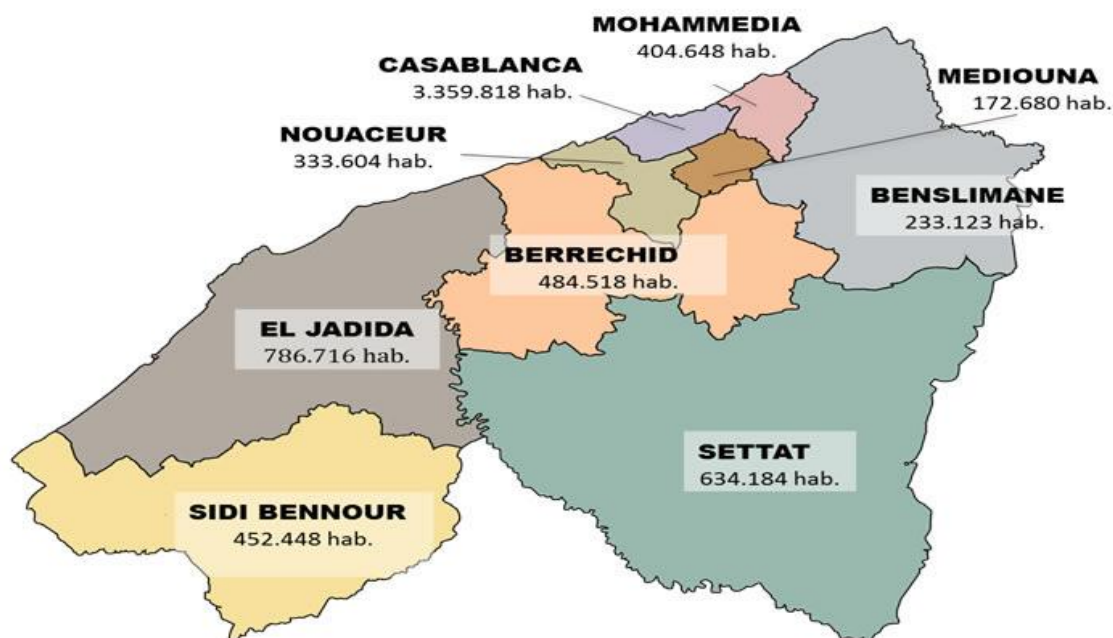 MOHAMMEDIA
404.648 hab.
CASABLANCA
3.359.818 hab.
MEDIOUNA
172.680 hab.
NOUACEUR
333.604 hab.
BENSLIMANE
233.123 hab.
BERRECHID
484.518 hab.
EL JADIDA
786.716 hab.
SETTAT
634.184 hab.
SIDI BENNOUR
452.448 hab.